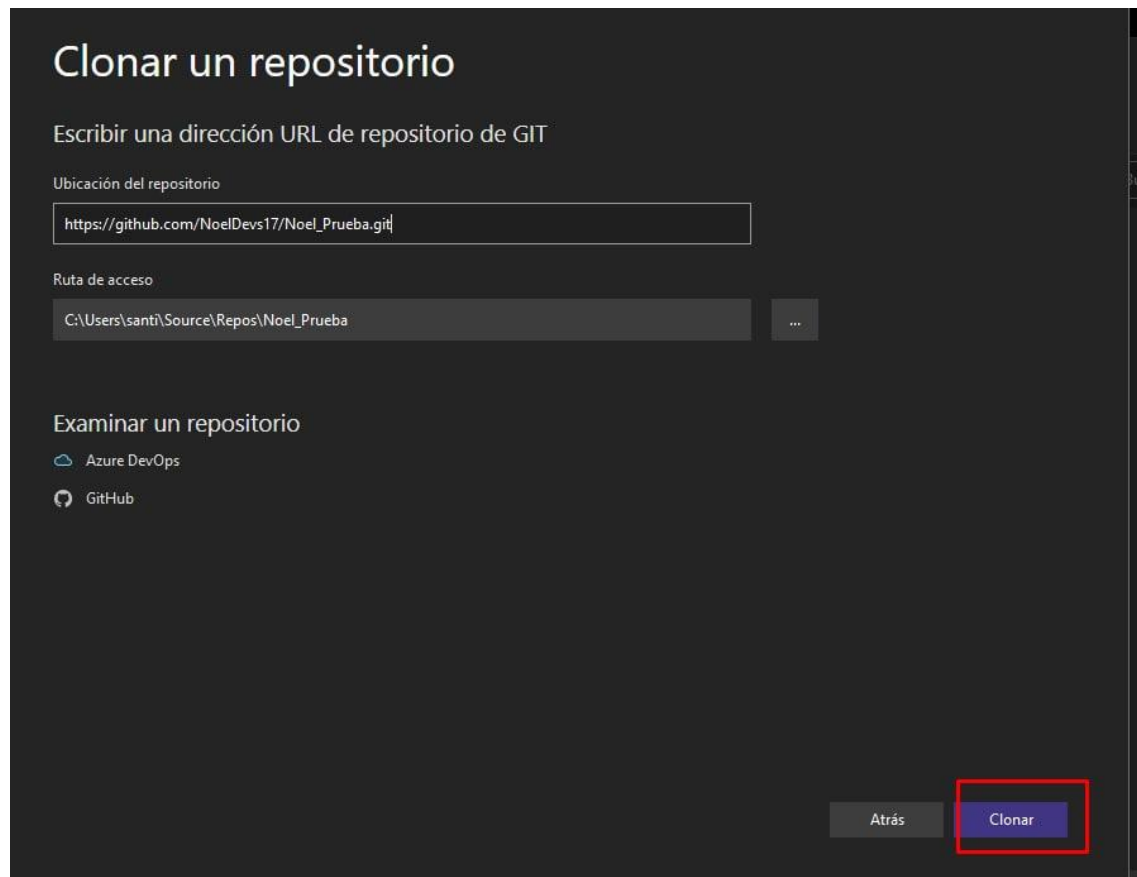 Clonar un repositorio
Escribir una dirección URL de repositorio de GIT
Ubicación del repositorio
https://github.com/NoelDevs17/Noel_Prueba.git
Ruta de acceso
C:\Users\santi\Source\Repos\Noel_Prueba
...
Examinar un repositorio
Azure DevOps
GitHub
Atrás
Clonar